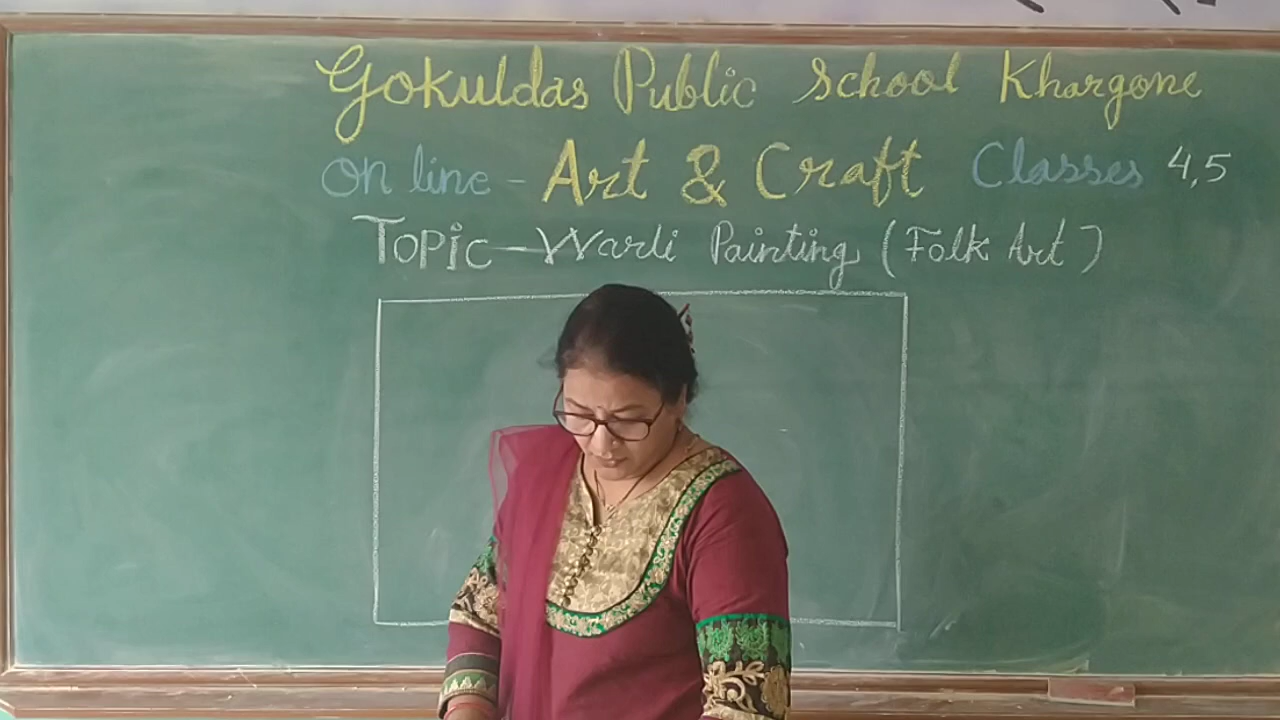 Gokuldas Public School Khargone
On line - Art & Craft Classes 4,5
Topic - Warli Painting (Folk Art)